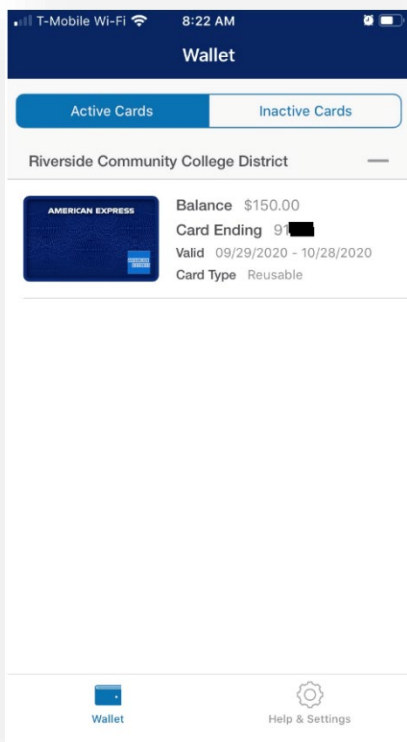 T-Mobile Wi-Fi 8:22 AM
Wallet
Active Cards Inactive Cards
Riverside Community College District
AMERICAN EXPRESS
Balance $150.00
Card Ending 91
Valid 09/29/2020 - 10/28/2020
Card Type Reusable
Wallet Help & Settings